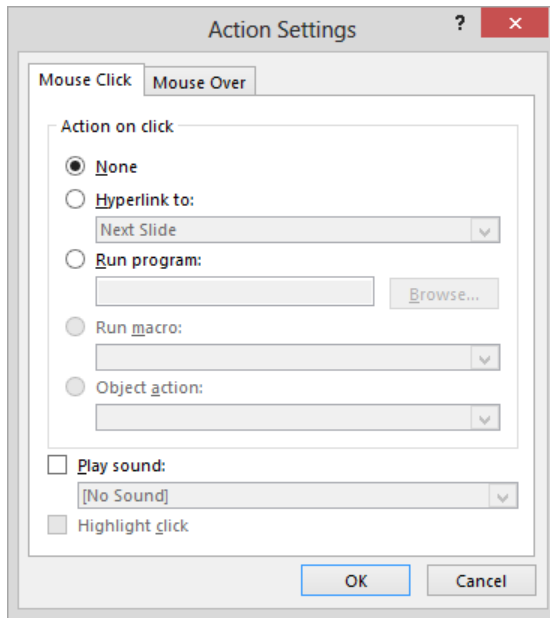 Action Settings ? ×
Mouse Click Mouse Over
Action on click
None
Hyperlink to:
Next Slide
Run program:
Browse...
Run macro:
Object action:
Play sound:
[No Sound]
Highlight click
OK Cancel